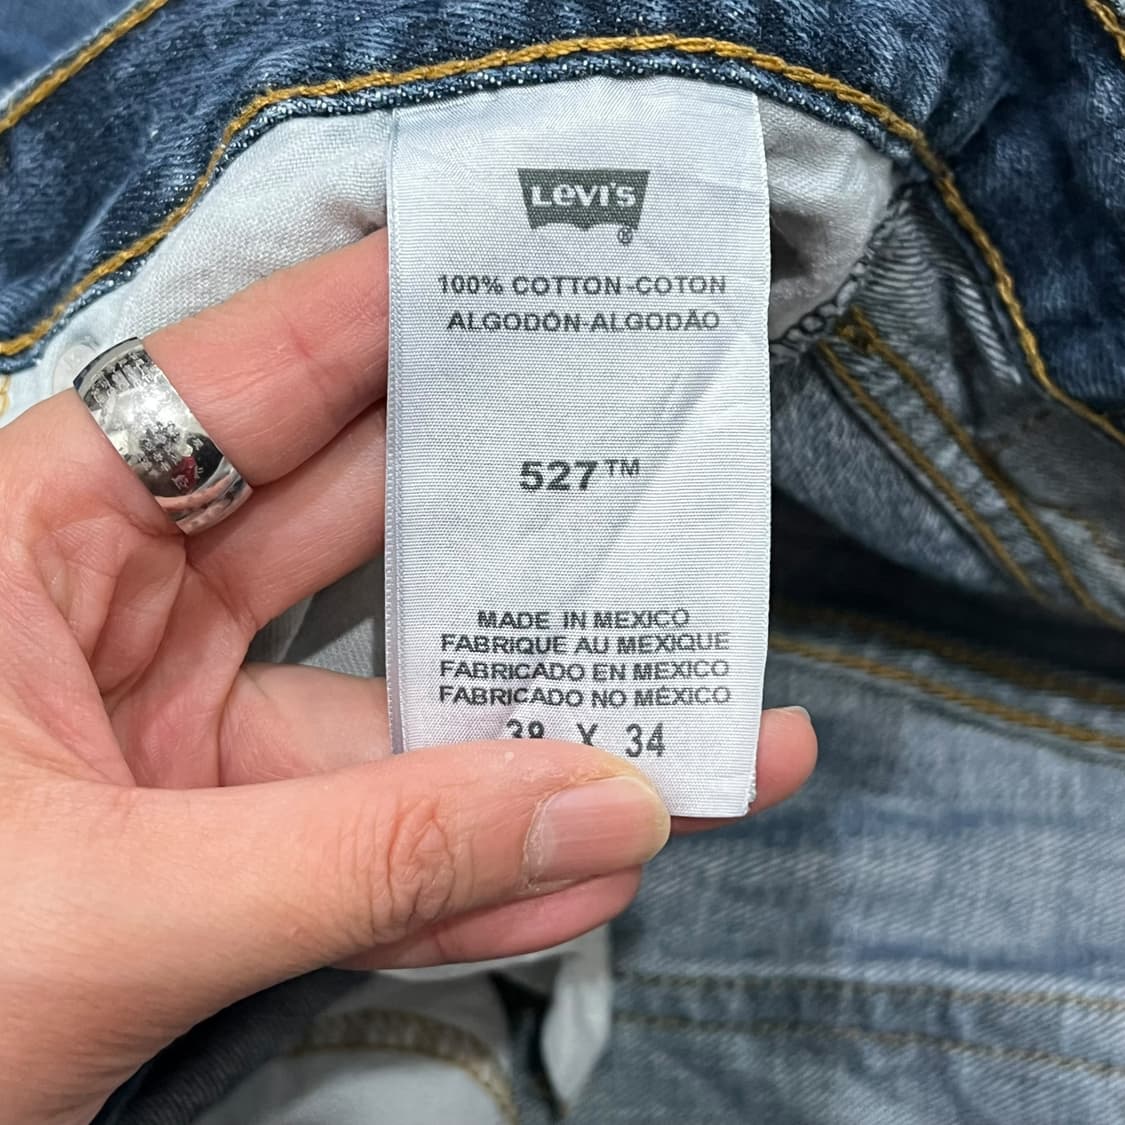 Levi's
®
100% COTTON-COTON
ALGODÓN-ALGODÃO
527™
MADE IN MEXICO
FABRIQUE AU MEXIQUE
FABRICADO EN MEXICO
FABRICADO NO MÉXICO
38 X 34